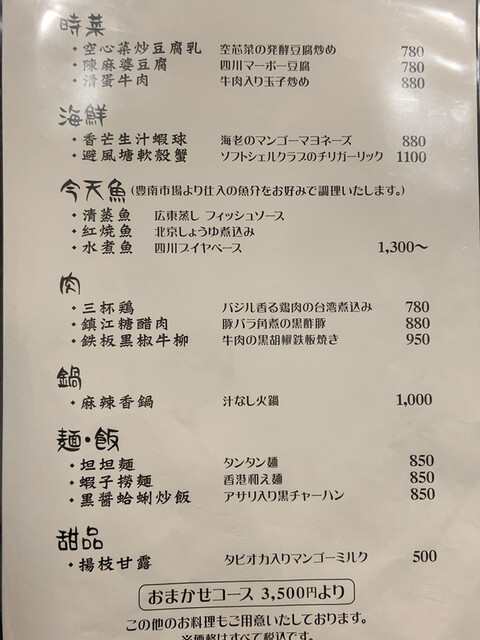 時菜
・空心菜炒豆腐乳 空芯菜の発酵豆腐炒め 780
・陳麻婆豆腐 四川マーボー豆腐 780
・滑蛋牛肉 牛肉入り玉子炒め 880
海鮮
・香芒生汁蝦球 海老のマンゴーマヨネーズ 880
・避風塘軟殻蟹 ソフトシェルクラブのチリガーリック 1100
今天魚 (豊南市場より仕入の魚介をお好みで調理いたします。)
・清蒸魚 広東蒸し フィッシュソース
・紅焼魚 北京しょうゆ煮込み
・水煮魚 四川ブイヤベース 1,300〜
肉
・三杯鶏 バジル香る鶏肉の台湾煮込み 780
・鎮江糖醋肉 豚バラ角煮の黒酢豚 880
・鉄板黒椒牛柳 牛肉の黒胡椒鉄板焼き 950
鍋
・麻辣香鍋 汁なし火鍋 1,000
麺・飯
・坦坦麺 タンタン麺 850
・蝦子撈麺 香港和え麺 850
・黒醤蛤蜊炒飯 アサリ入り黒チャーハン 850
甜品
・楊枝甘露 タピオカ入りマンゴーミルク 500
おまかせコース 3,500円より
この他のお料理もご用意いたしております。
※価格はすべて税込です。